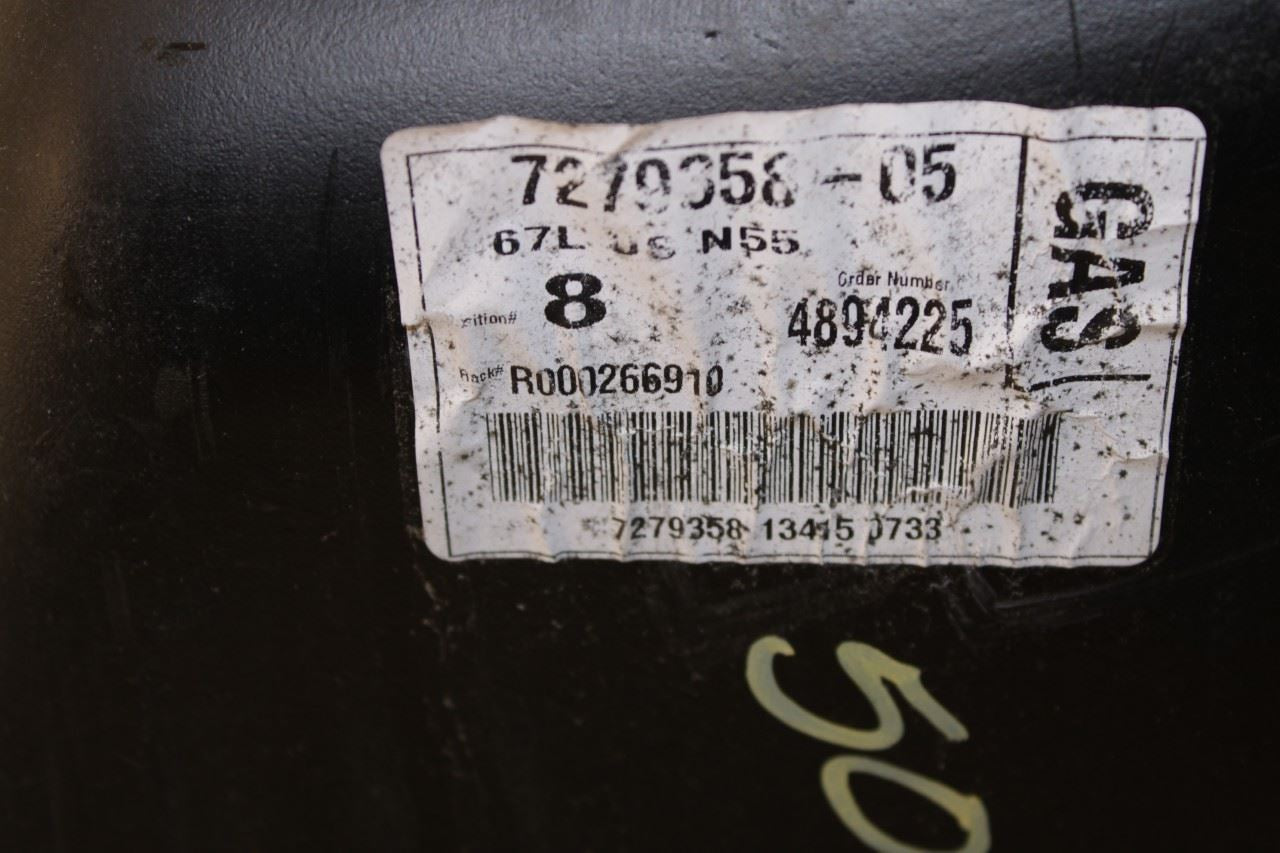 7279358-05
67L US N55
8
Order Number
4894225
Rack# R000266910
7279358 13415 0733
GAS
50